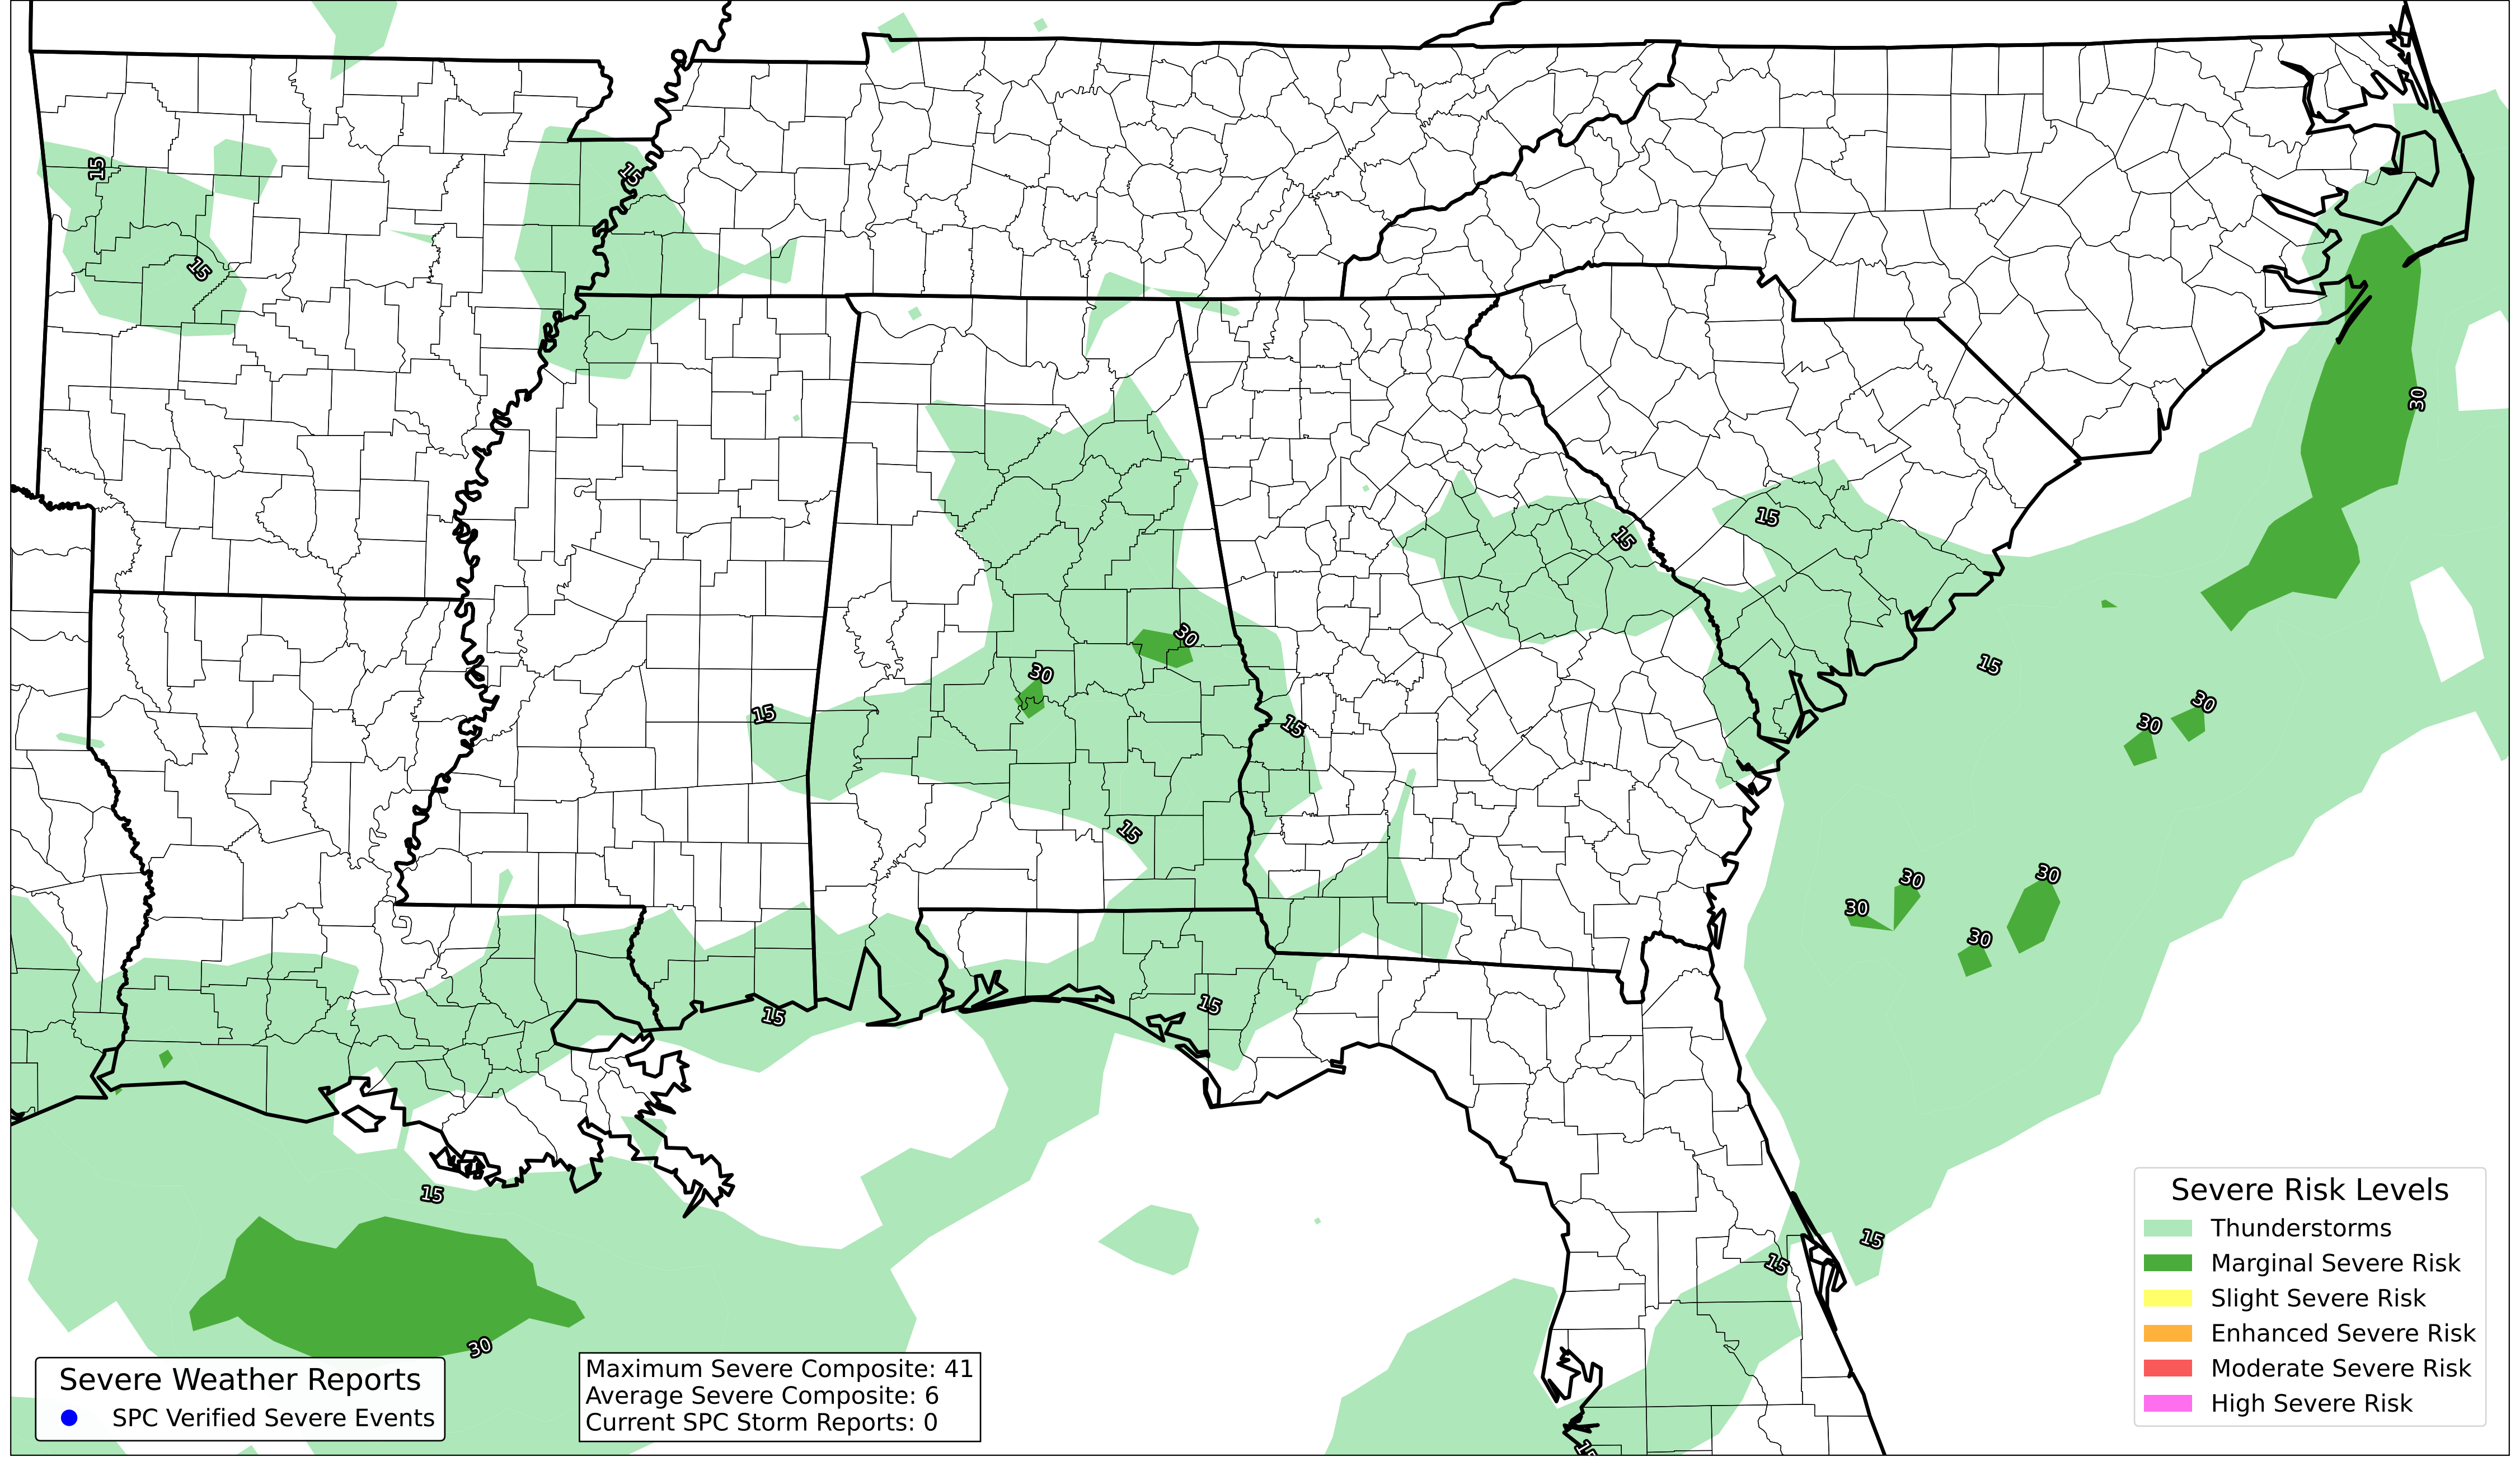 15
15
15
30
15
15
30
15
30
15
15
30
30
15
15
30
30
30
30
15
15
15
15
15
30
15
Severe Weather Reports
SPC Verified Severe Events
Maximum Severe Composite: 41
Average Severe Composite: 6
Current SPC Storm Reports: 0
Severe Risk Levels
Thunderstorms
Marginal Severe Risk
Slight Severe Risk
Enhanced Severe Risk
Moderate Severe Risk
High Severe Risk
15